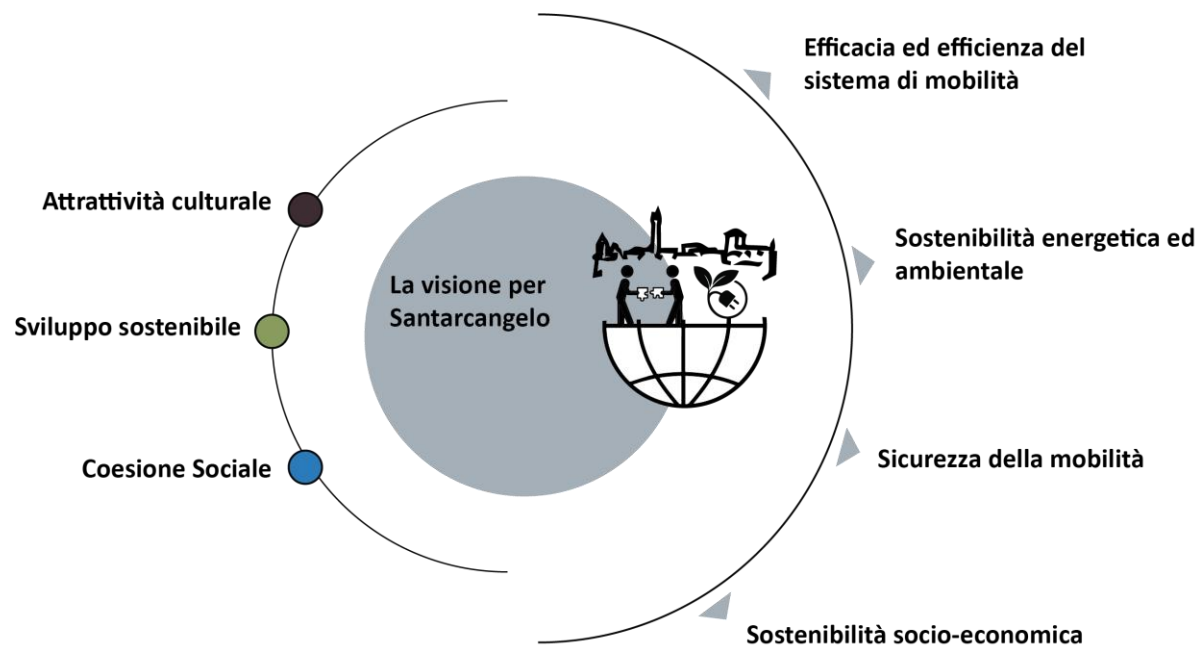 Attrattività culturale
Sviluppo sostenibile
Coesione Sociale
La visione per
Santarcangelo
Efficacia ed efficienza del
sistema di mobilità
Sostenibilità energetica ed
ambientale
Sicurezza della mobilità
Sostenibilità socio-economica